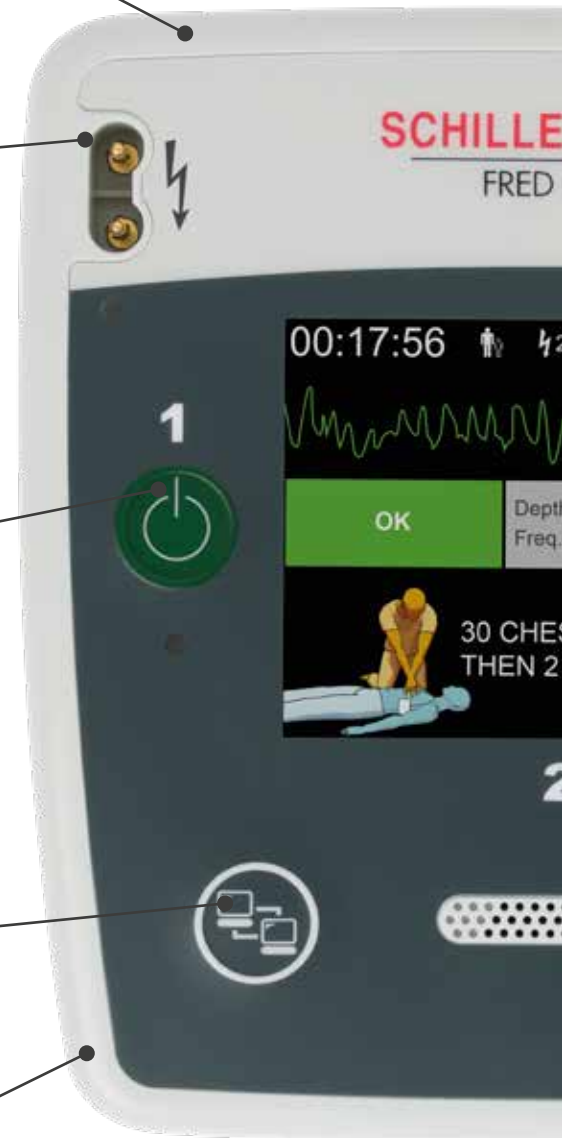 SCHILLE
FRED
00:17:56
1
OK
Depth
Freq.
30 CHES
THEN 2
2